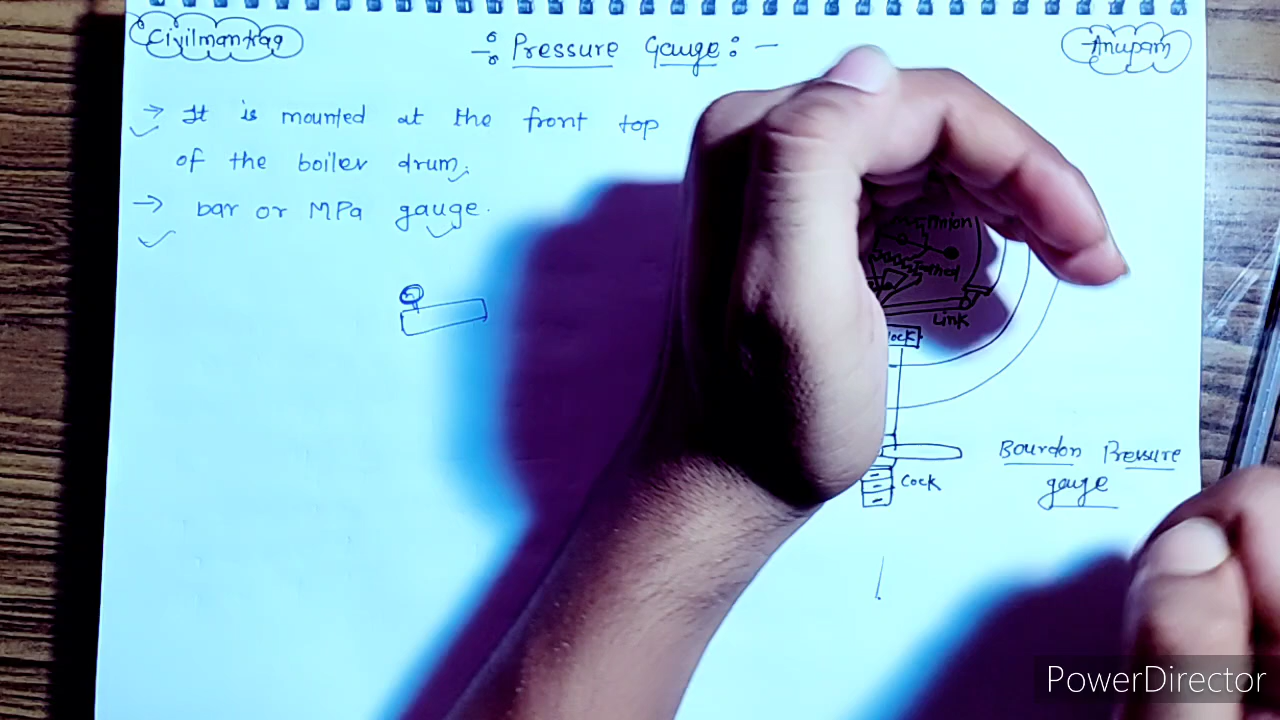 Civilmantraa
Pressure Gauge : -
Anupam
→ It is mounted at the front top
of the boiler drum.
→ bar or MPa gauge.
Pinion
Link
Bourdon Pressure
gauge
Cock
PowerDirector